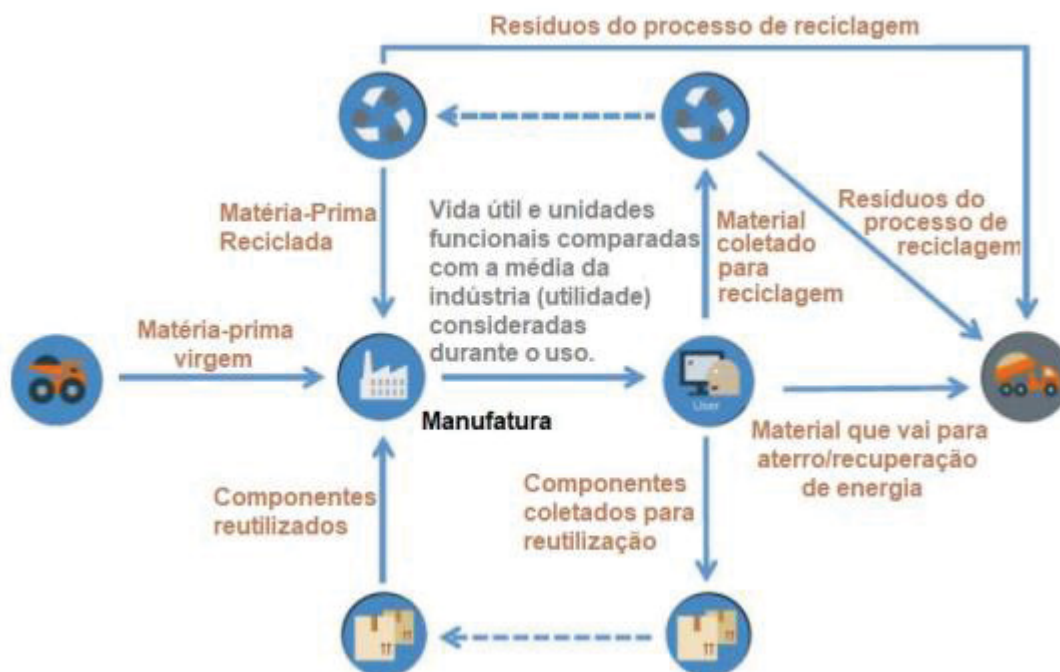 Resíduos do processo de reciclagem
Matéria-Prima
Reciclada
Vida útil e unidades
funcionais comparadas
com a média da
indústria (utilidade)
consideradas
durante o uso.
Material
coletado
para
reciclagem
Resíduos do
processo de
reciclagem
Matéria-prima
virgem
Manufatura
User
Material que vai para
aterro/recuperação
de energia
Componentes
reutilizados
Componentes
coletados para
reutilização